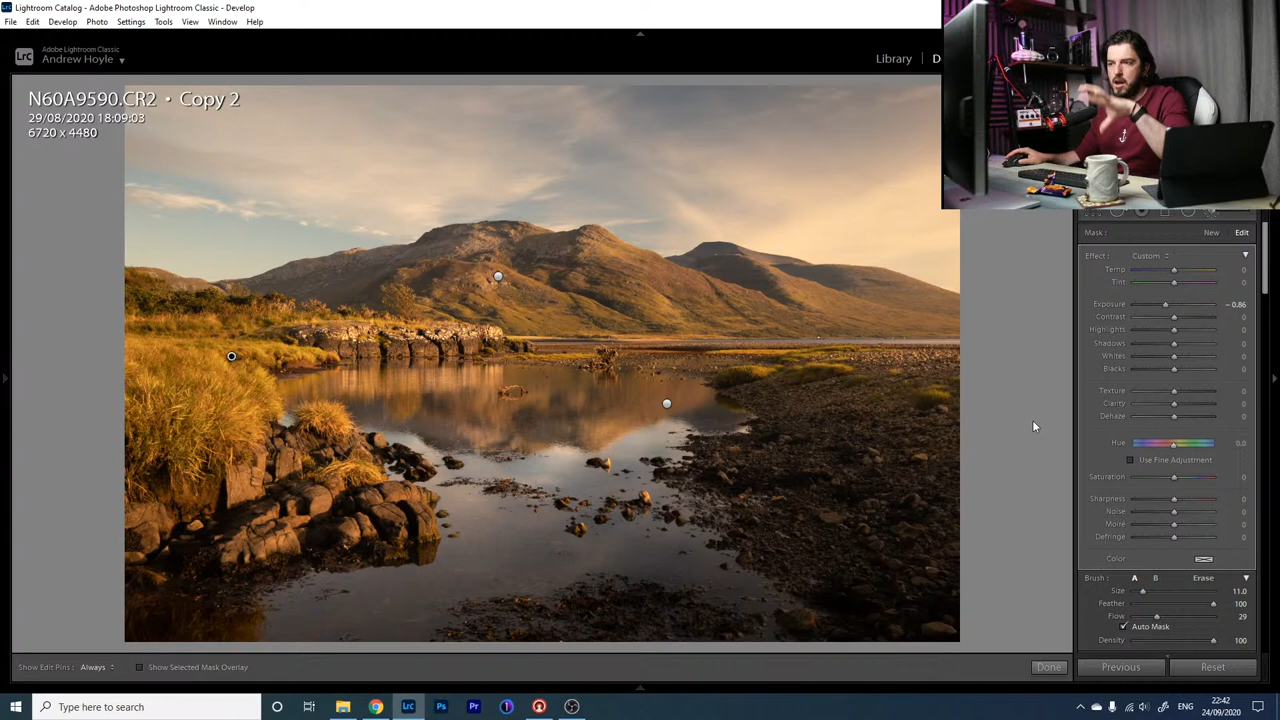 Lightroom Catalog - Adobe Photoshop Lightroom Classic - Develop
File Edit Develop Photo Settings Tools View Window Help
Lrc
Adobe Lightroom Classic
Andrew Hoyle
Library | D
N60A9590.CR2 • Copy 2
29/08/2020 18:09:03
6720 x 4480
Mask : New Edit
Effect : Custom
Temp 0
Tint 0
Exposure – 0.86
Contrast 0
Highlights 0
Shadows 0
Whites 0
Blacks 0
Texture 0
Clarity 0
Dehaze 0
Hue 0.0
Use Fine Adjustment
Saturation 0
Sharpness 0
Noise 0
Moiré 0
Defringe 0
Color
Brush : A B Erase
Size 11.0
Feather 100
Flow 29
Auto Mask
Density 100
Show Edit Pins : Always Show Selected Mask Overlay Done
Previous Reset
Type here to search
Lrc Ps Pr
ENG
22:42
24/09/2020